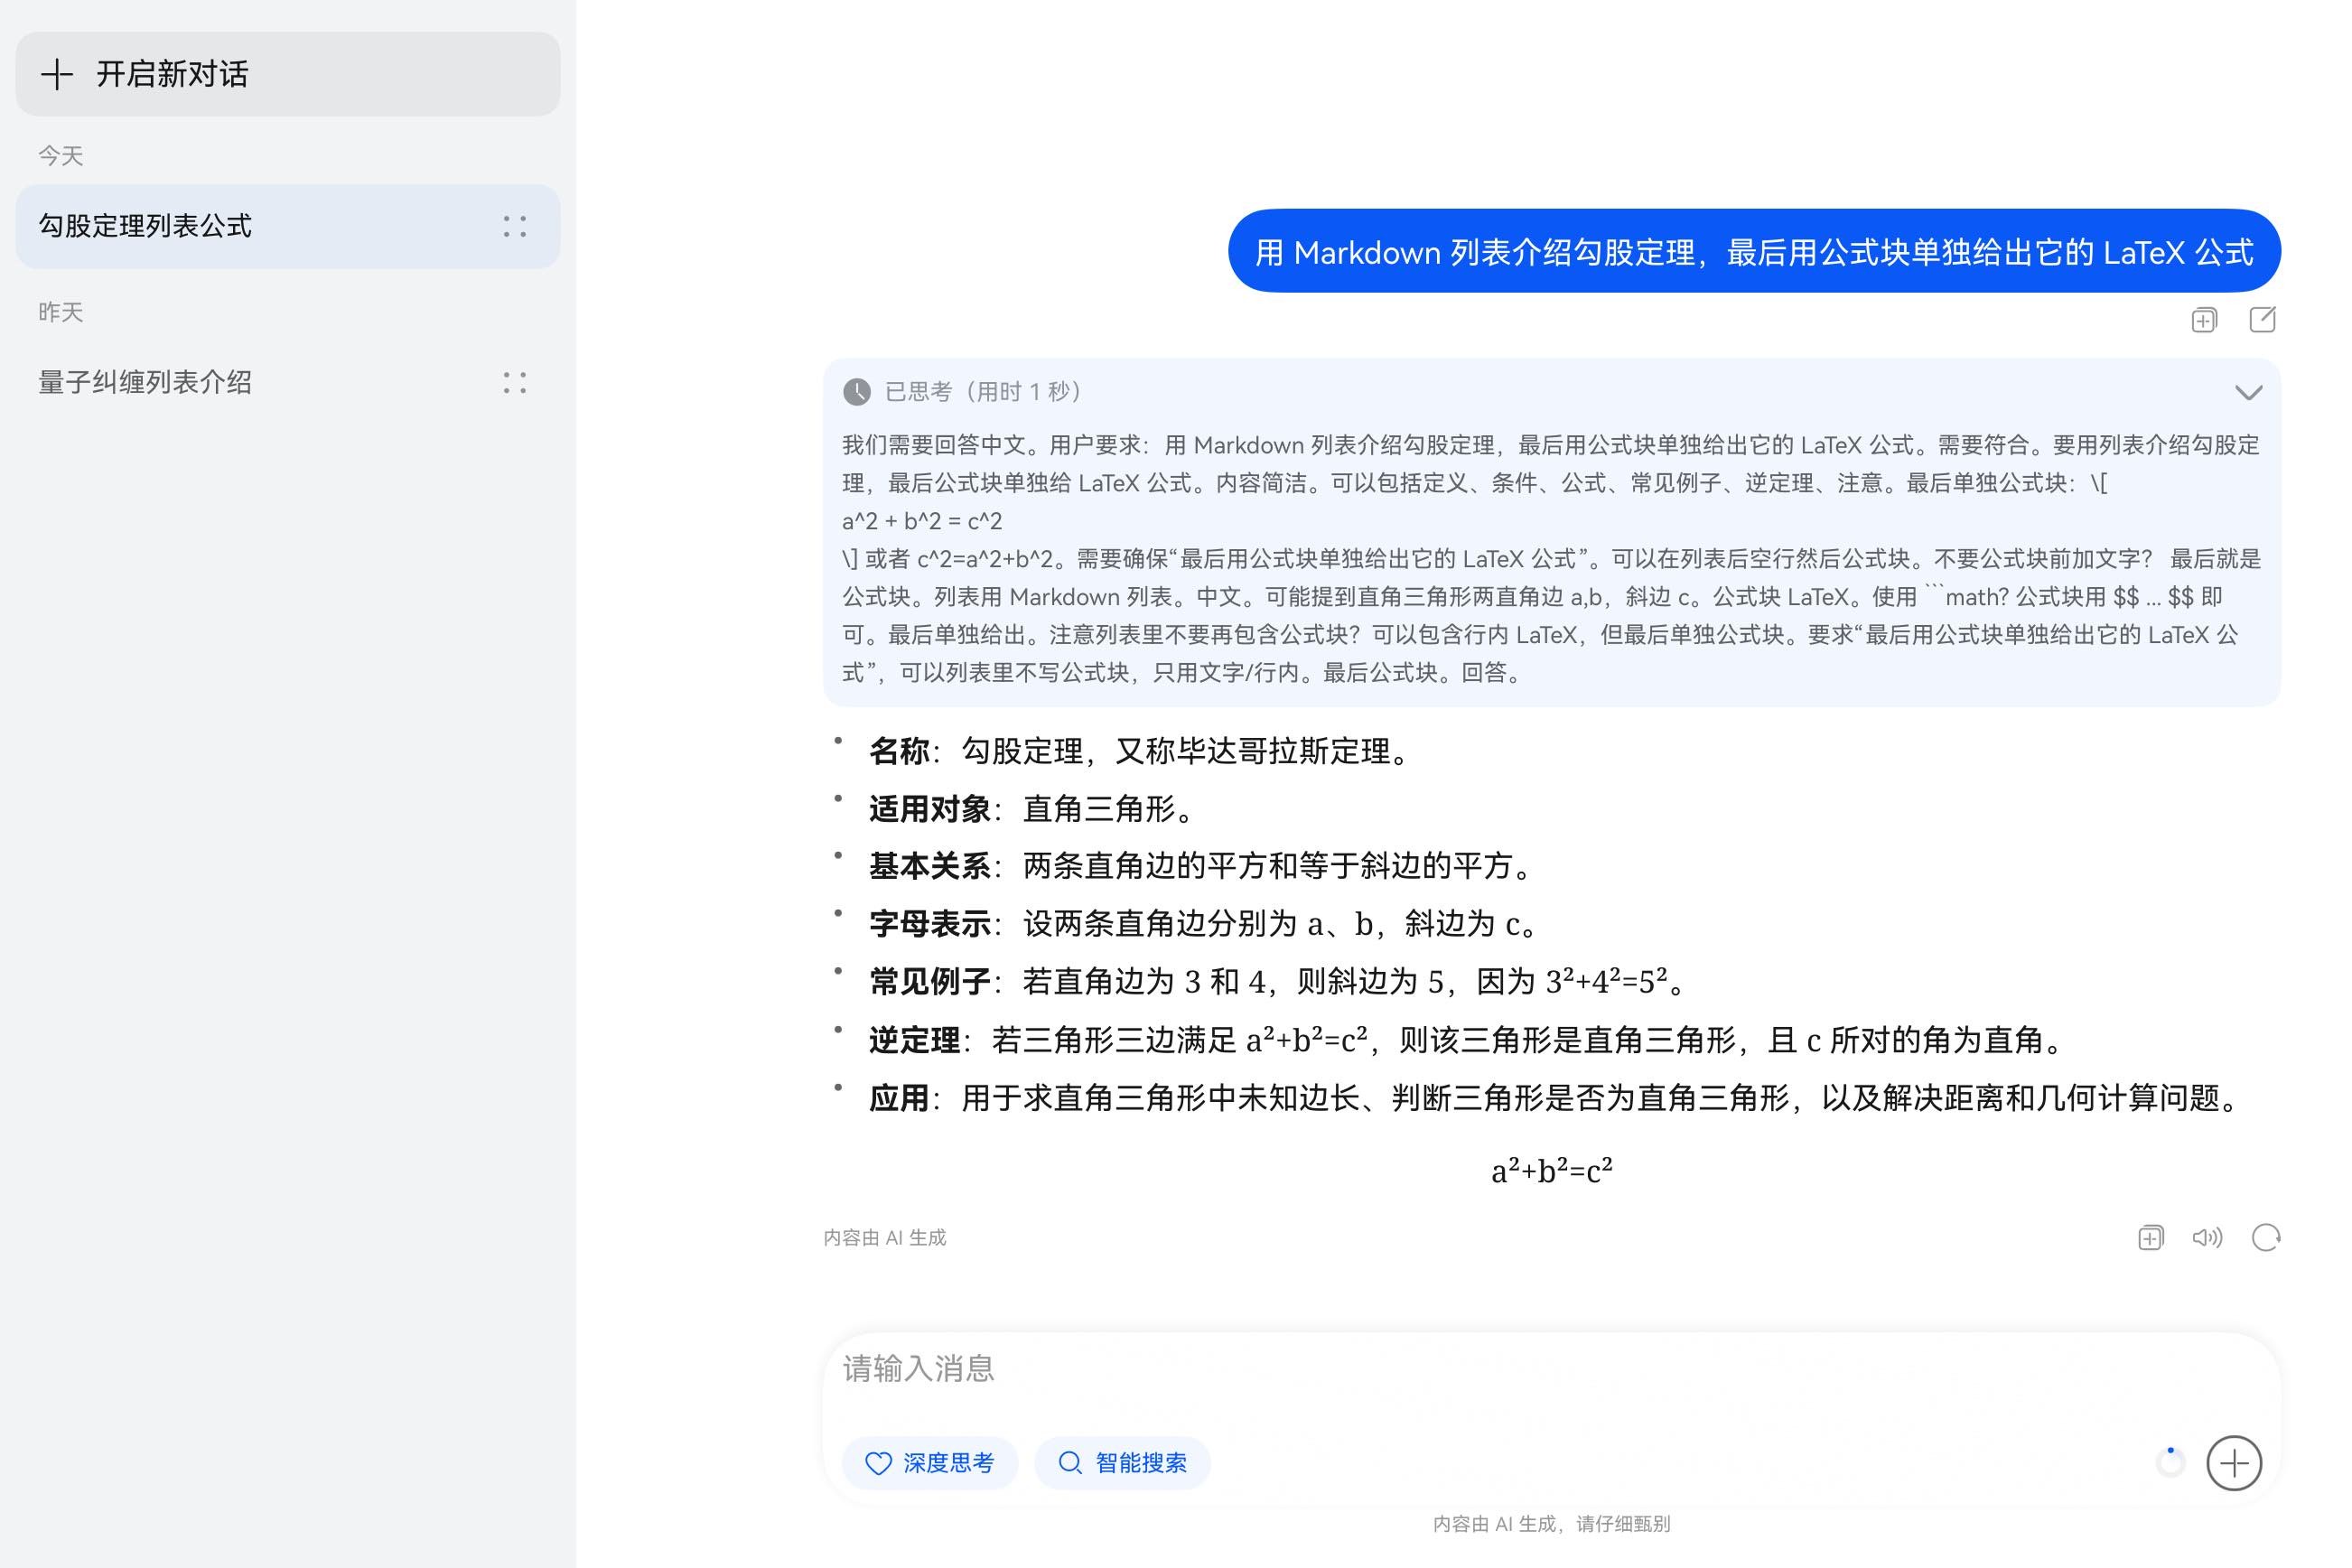 开启新对话
今天
勾股定理列表公式
昨天
量子纠缠列表介绍
用 Markdown 列表介绍勾股定理，最后用公式块单独给出它的 LaTeX 公式
已思考（用时 1 秒）
我们需要回答中文。用户要求：用 Markdown 列表介绍勾股定理，最后用公式块单独给出它的 LaTeX 公式。需要符合。要用列表介绍勾股定
理，最后公式块单独给 LaTeX 公式。内容简洁。可以包括定义、条件、公式、常见例子、逆定理、注意。最后单独公式块：\[
a^2 + b^2 = c^2
\] 或者 c^2=a^2+b^2。需要确保“最后用公式块单独给出它的 LaTeX 公式”。可以在列表后空行然后公式块。不要公式块前加文字？ 最后就是
公式块。列表用 Markdown 列表。中文。可能提到直角三角形两直角边 a,b，斜边 c。公式块 LaTeX。使用 ```math? 公式块用 $$ ... $$ 即
可。最后单独给出。注意列表里不要再包含公式块？可以包含行内 LaTeX，但最后单独公式块。要求“最后用公式块单独给出它的 LaTeX 公
式”，可以列表里不写公式块，只用文字/行内。最后公式块。回答。
• 名称：勾股定理，又称毕达哥拉斯定理。
• 适用对象：直角三角形。
• 基本关系：两条直角边的平方和等于斜边的平方。
• 字母表示：设两条直角边分别为 a、b，斜边为 c。
• 常见例子：若直角边为 3 和 4，则斜边为 5，因为 3²+4²=5²。
• 逆定理：若三角形三边满足 a²+b²=c²，则该三角形是直角三角形，且 c 所对的角为直角。
• 应用：用于求直角三角形中未知边长、判断三角形是否为直角三角形，以及解决距离和几何计算问题。
a²+b²=c²
内容由 AI 生成
请输入消息
深度思考
智能搜索
内容由 AI 生成，请仔细甄别